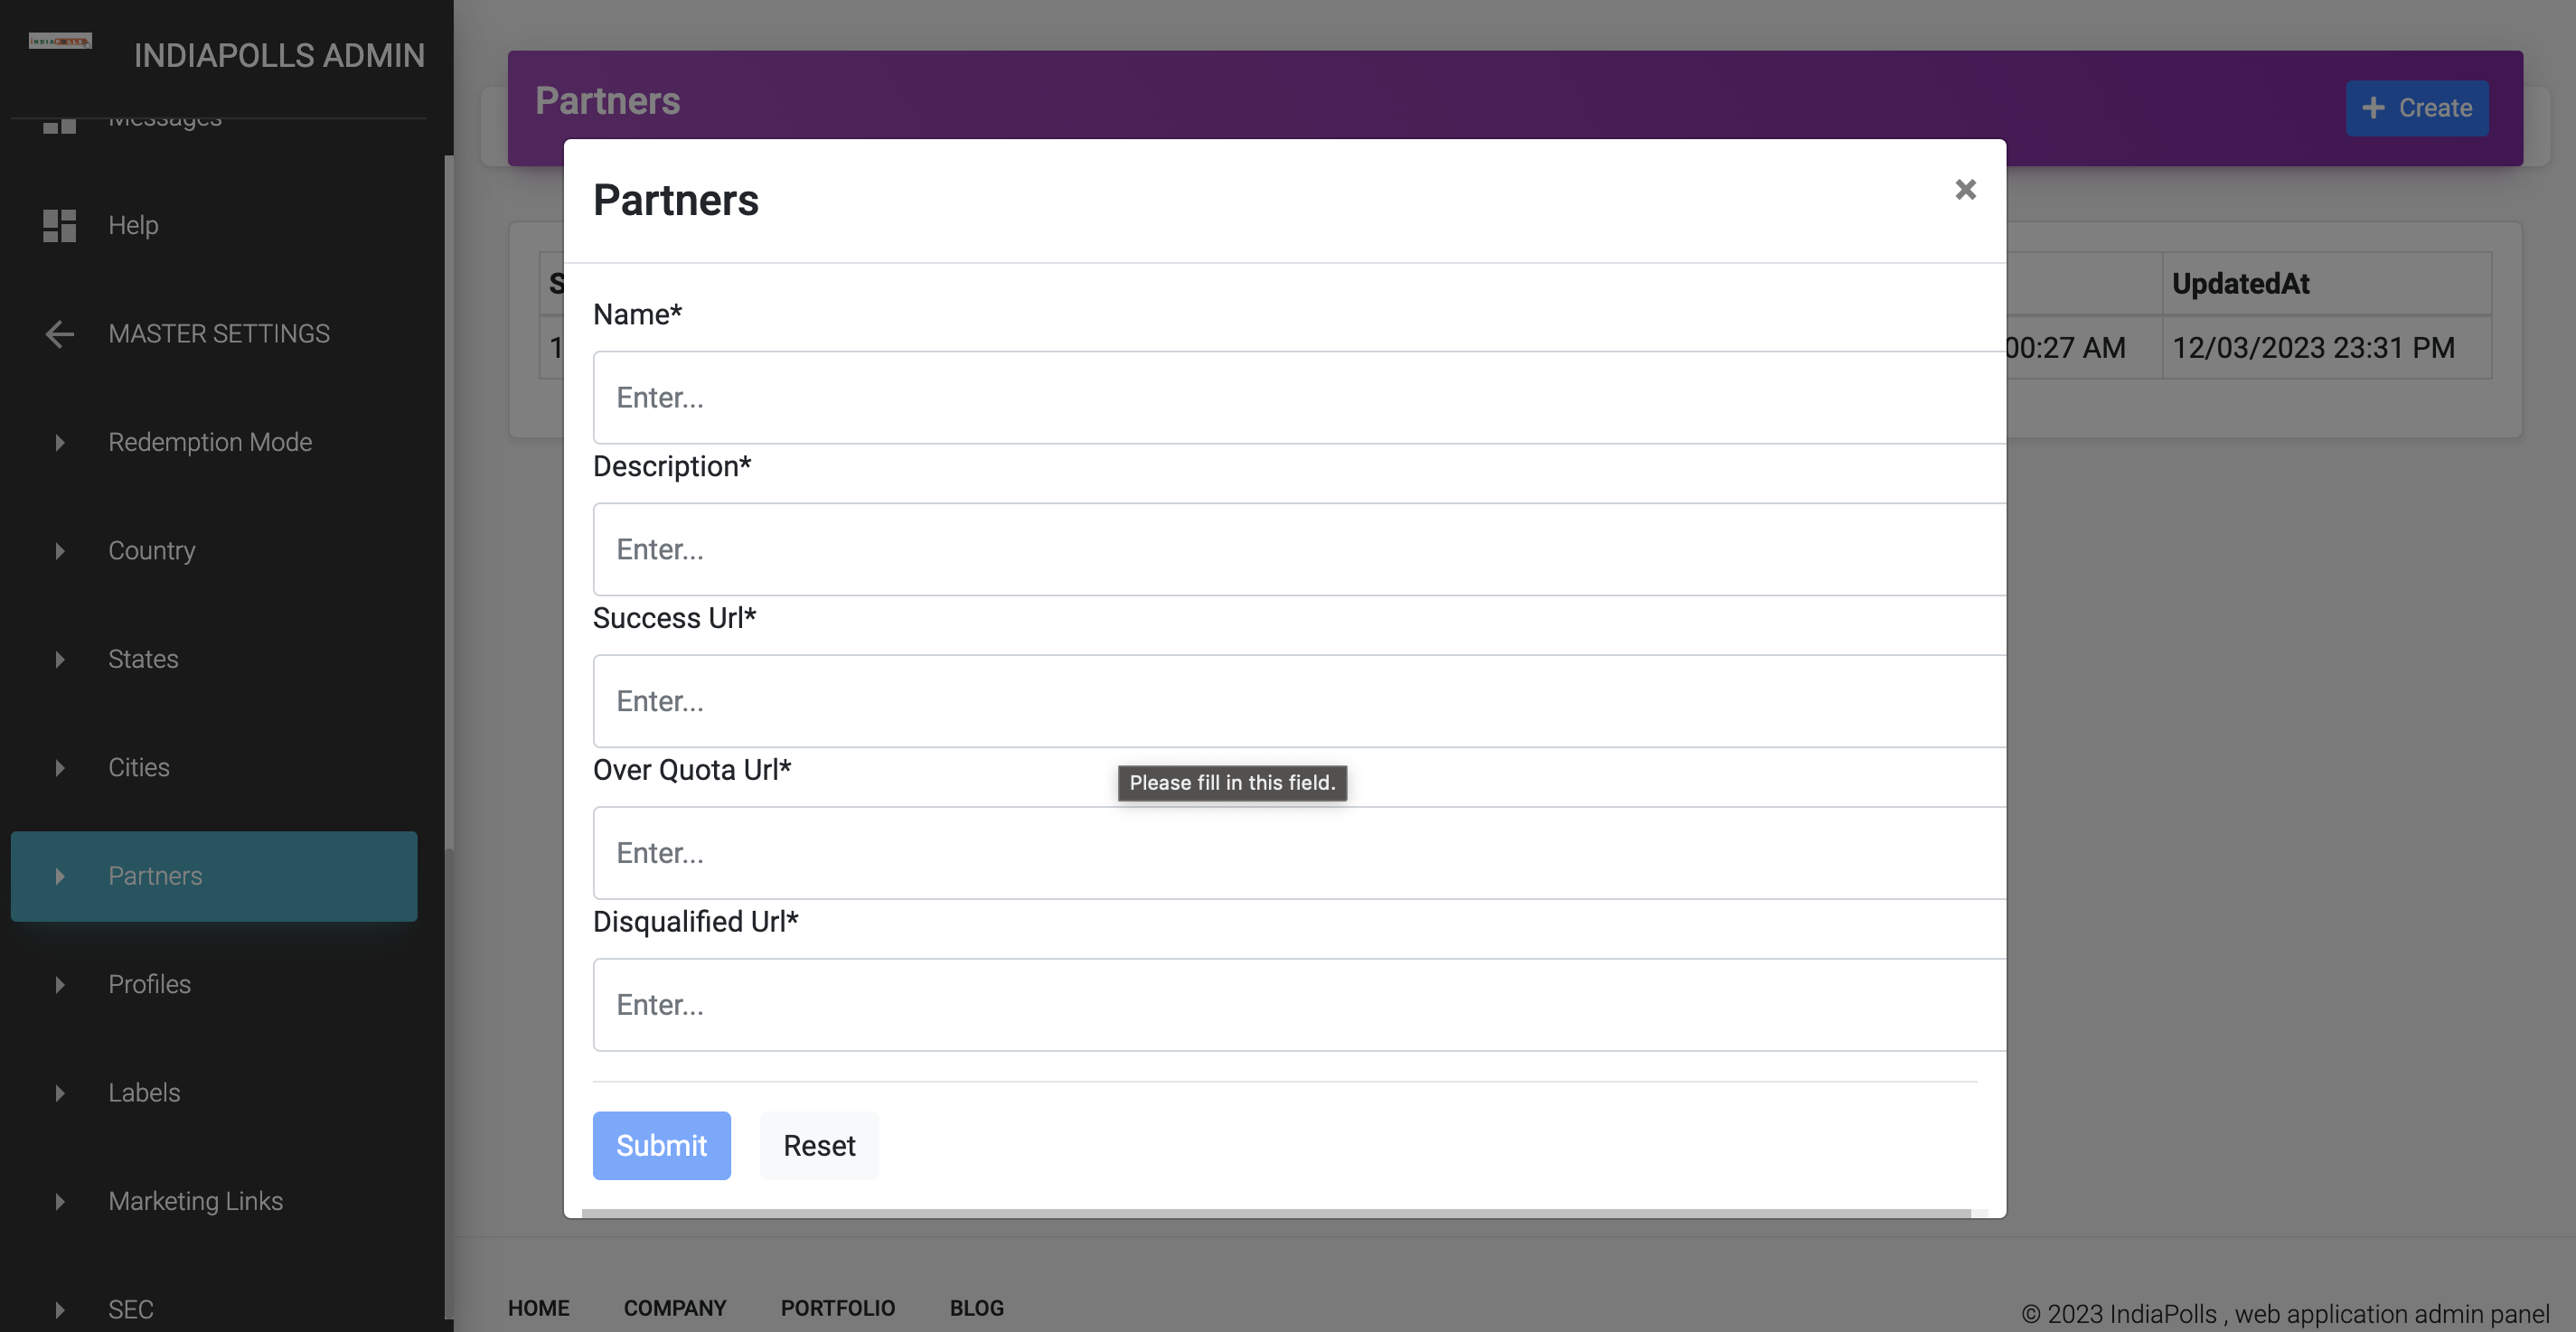 INDIAPOLLS
INDIAPOLLS ADMIN
Messages
Help
MASTER SETTINGS
Redemption Mode
Country
States
Cities
Partners
Profiles
Labels
Marketing Links
SEC
Partners
+ Create
UpdatedAt
1
00:27 AM
12/03/2023 23:31 PM
Partners
×
Name*
Enter...
Description*
Enter...
Success Url*
Enter...
Over Quota Url*
Please fill in this field.
Enter...
Disqualified Url*
Enter...
Submit
Reset
HOME
COMPANY
PORTFOLIO
BLOG
© 2023 IndiaPolls , web application admin panel